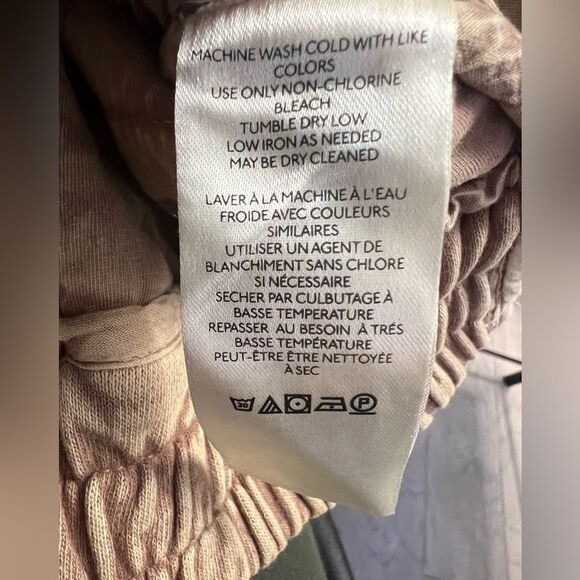 MACHINE WASH COLD WITH LIKE
COLORS
USE ONLY NON-CHLORINE
BLEACH
TUMBLE DRY LOW
LOW IRON AS NEEDED
MAY BE DRY CLEANED
LAVER À LA MACHINE À L'EAU
FROIDE AVEC COULEURS
SIMILAIRES
UTILISER UN AGENT DE
BLANCHIMENT SANS CHLORE
SI NÉCESSAIRE
SECHER PAR CULBUTAGE À
BASSE TEMPERATURE
REPASSER AU BESOIN À TRÉS
BASSE TEMPÉRATURE
PEUT-ÊTRE ÊTRE NETTOYÉE
À SEC
30 P